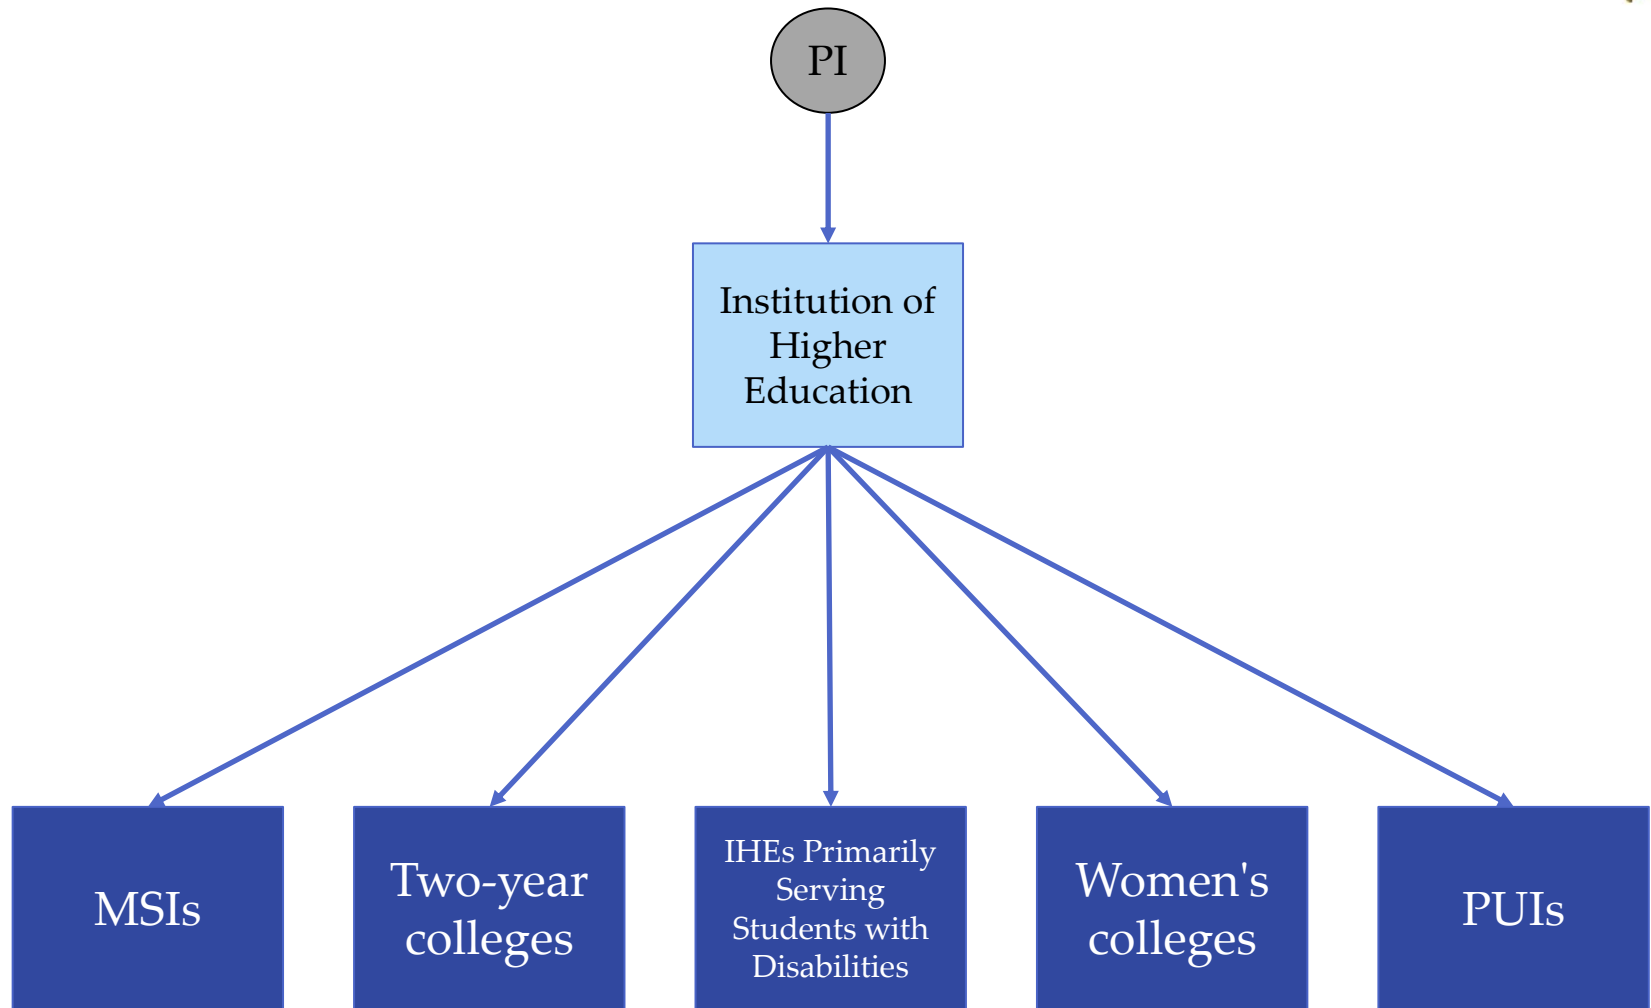 PI
Institution of
Higher
Education
MSIs
Two-year
colleges
IHEs Primarily
Serving
Students with
Disabilities
Women's
colleges
PUIs